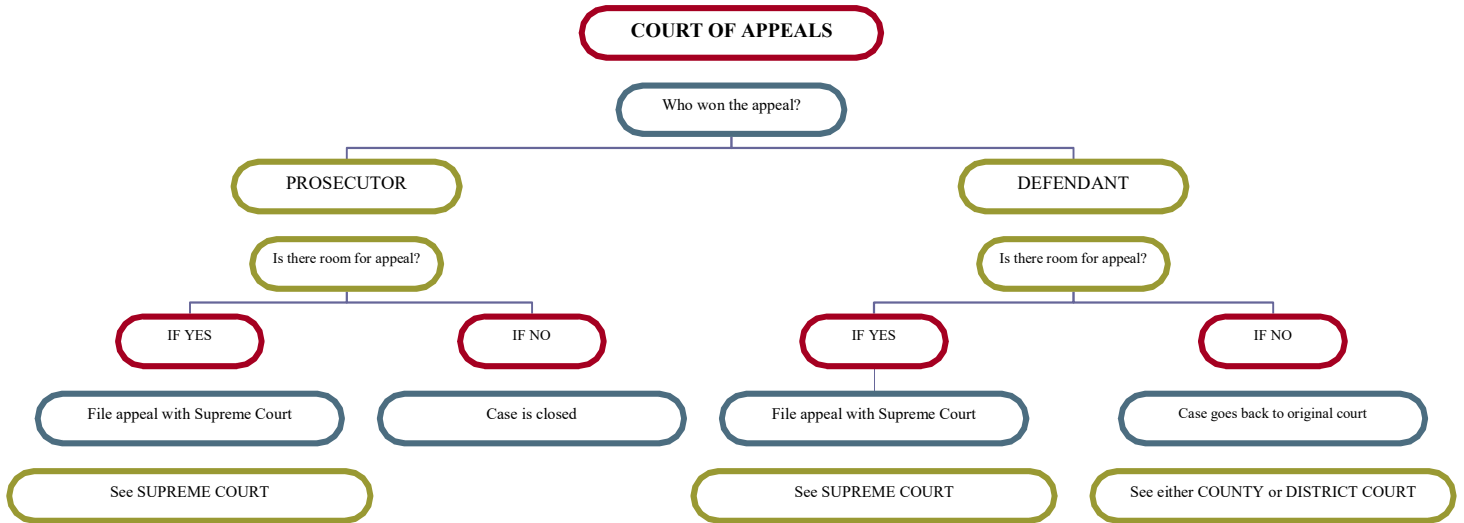 COURT OF APPEALS
Who won the appeal?
PROSECUTOR
DEFENDANT
Is there room for appeal?
Is there room for appeal?
IF YES
IF NO
IF YES
IF NO
File appeal with Supreme Court
Case is closed
File appeal with Supreme Court
Case goes back to original court
See SUPREME COURT
See SUPREME COURT
See either COUNTY or DISTRICT COURT